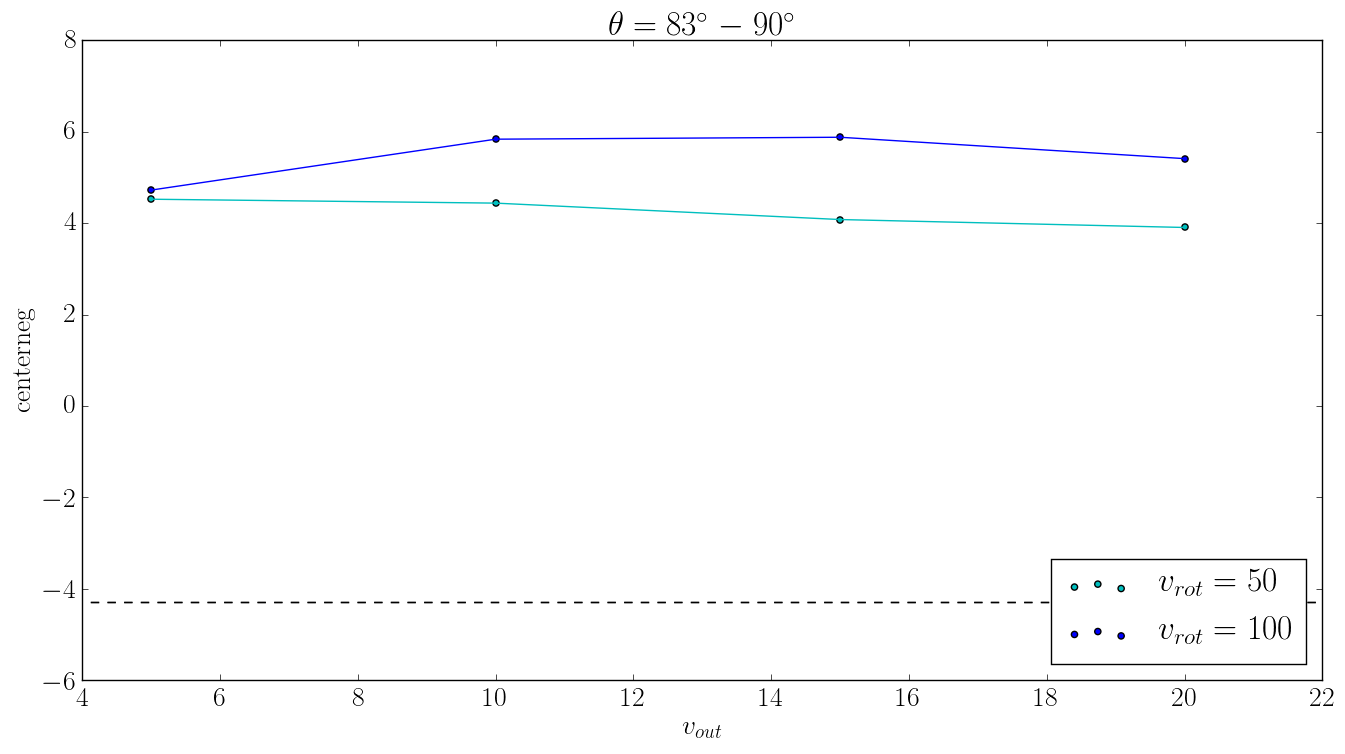 θ = 83° − 90°
8
6
4
2
0
−2
−4
−6
centerneg
4 6 8 10 12 14 16 18 20 22
v_out
v_rot = 50
v_rot = 100